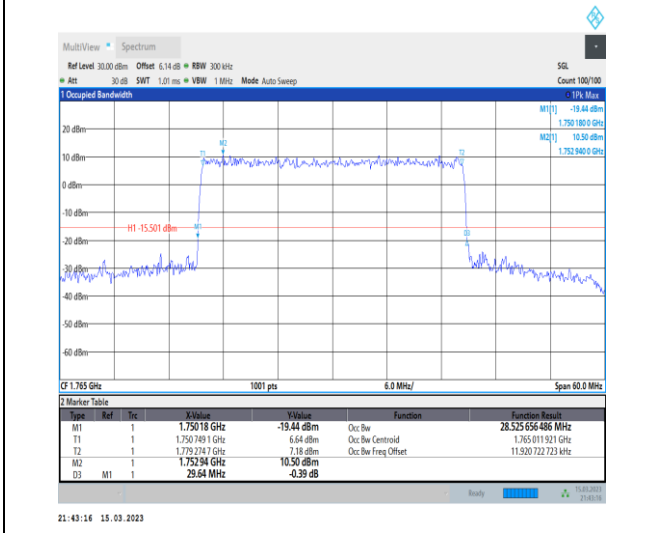 MultiView Spectrum
Ref Level 30.00 dBm Offset 6.14 dB RBW 300 kHz SGL
Att 30 dB SWT 1.01 ms VBW 1 MHz Mode Auto Sweep Count 100/100
1 Occupied Bandwidth 1Pk Max
M1[1] -19.44 dBm
1.750 180 0 GHz
M2[1] 10.50 dBm
1.752 940 0 GHz
20 dBm
M2
T1 T2
10 dBm
0 dBm
-10 dBm
H1 -15.501 dBm M1
D3
-20 dBm
-30 dBm
-40 dBm
-50 dBm
-60 dBm
CF 1.765 GHz 1001 pts 6.0 MHz/ Span 60.0 MHz
2 Marker Table
Type Ref Trc X-Value Y-Value Function Function Result
M1 1 1.75018 GHz -19.44 dBm Occ Bw 28.525 656 486 MHz
T1 1 1.750 749 1 GHz 6.64 dBm Occ Bw Centroid 1.765 011 921 GHz
T2 1 1.779 274 7 GHz 7.18 dBm Occ Bw Freq Offset 11.920 722 723 kHz
M2 1 1.75294 GHz 10.50 dBm
D3 M1 1 29.64 MHz -0.39 dB
Ready 15.03.2023
21:43:16
21:43:16 15.03.2023